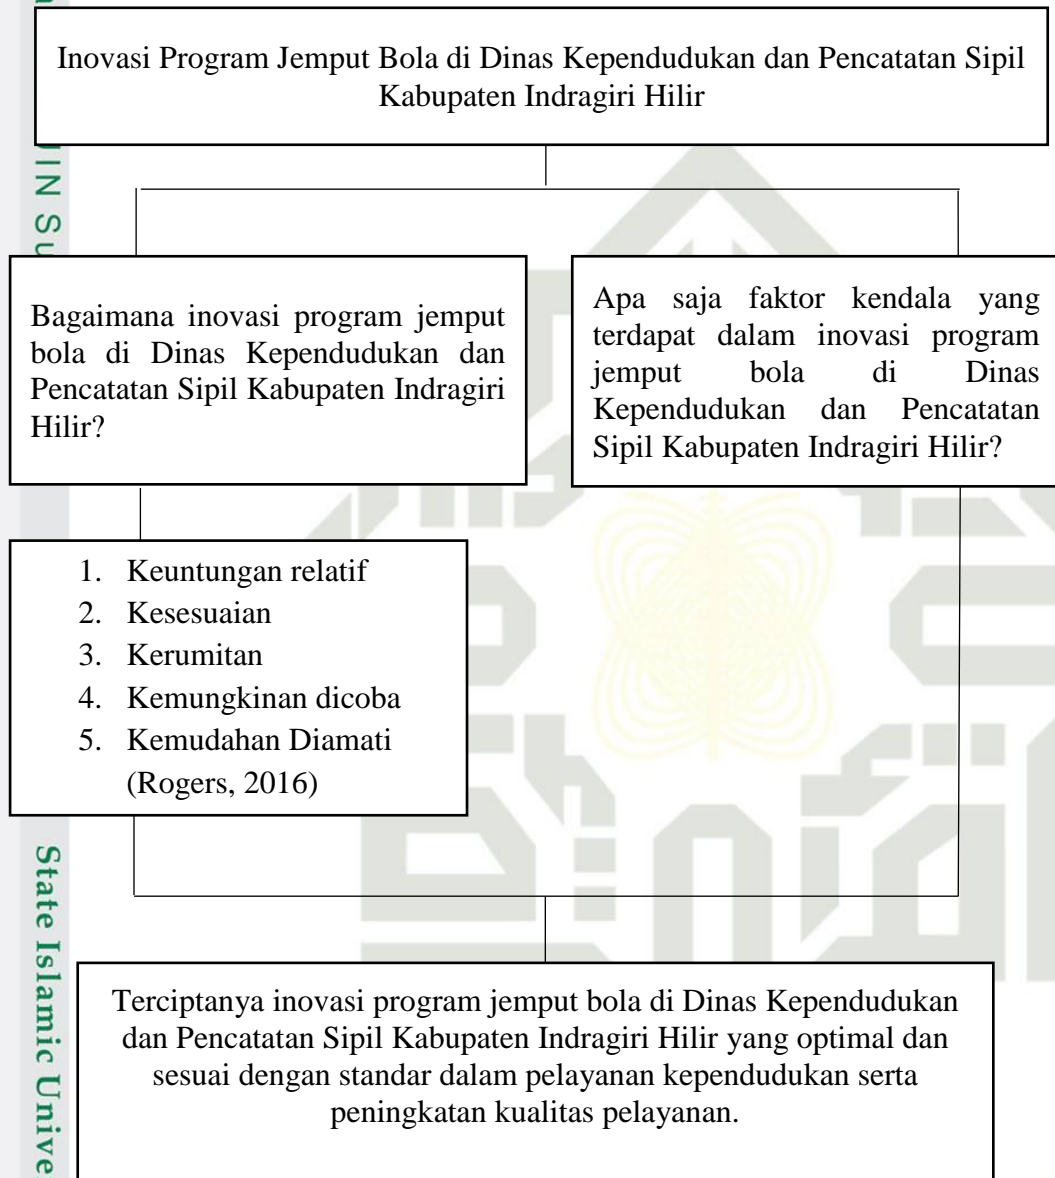 Inovasi Program Jemput Bola di Dinas Kependudukan dan Pencatatan Sipil
Kabupaten Indragiri Hilir
Bagaimana inovasi program jemput
bola di Dinas Kependudukan dan
Pencatatan Sipil Kabupaten Indragiri
Hilir?
Apa saja faktor kendala yang
terdapat dalam inovasi program
jemput bola di Dinas
Kependudukan dan Pencatatan
Sipil Kabupaten Indragiri Hilir?
1. Keuntungan relatif
2. Kesesuaian
3. Kerumitan
4. Kemungkinan dicoba
5. Kemudahan Diamati
(Rogers, 2016)
Terciptanya inovasi program jemput bola di Dinas Kependudukan
dan Pencatatan Sipil Kabupaten Indragiri Hilir yang optimal dan
sesuai dengan standar dalam pelayanan kependudukan serta
peningkatan kualitas pelayanan.
State Islamic